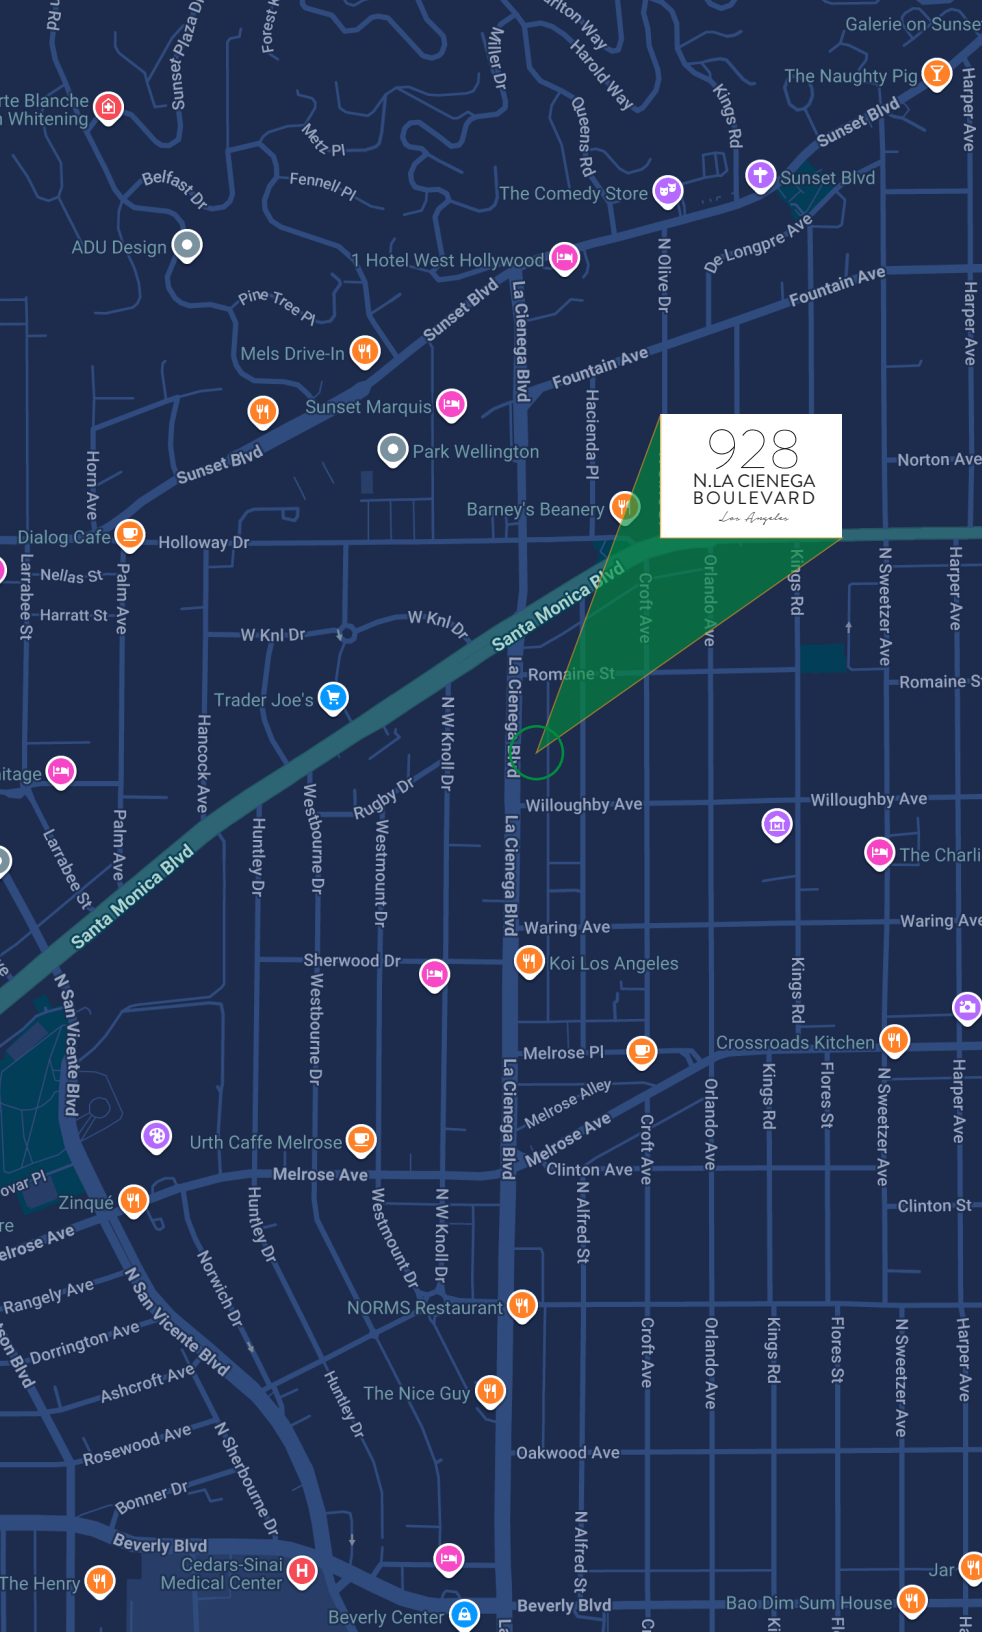 Galerie on Sunset
The Naughty Pig
Miller Dr
Harold Way
Queens Rd
Kings Rd
Sunset Blvd
Harper Ave
Sunset Plaza Dr
Metz Pl
Fennell Pl
Belfast Dr
The Comedy Store
Sunset Blvd
ADU Design
1 Hotel West Hollywood
N Olive Dr
De Longpre Ave
Fountain Ave
Harper Ave
Pine Tree Pl
Sunset Blvd
La Cienega Blvd
Mels Drive-In
Fountain Ave
Sunset Marquis
Hacienda Pl
Park Wellington
928
N.LA CIENEGA
BOULEVARD
Los Angeles
Norton Ave
Sunset Blvd
Horn Ave
Barney's Beanery
Dialog Cafe
Holloway Dr
Larrabee St
Nellas St
Palm Ave
Harratt St
W Knl Dr
W Knl Dr
Santa Monica Blvd
Croft Ave
Orlando Ave
Kings Rd
N Sweetzer Ave
Harper Ave
Romaine St
Romaine S
Trader Joe's
Hancock Ave
N W Knoll Dr
La Cienega Blvd
Rugby Dr
Willoughby Ave
Willoughby Ave
Palm Ave
Larrabee St
Huntley Dr
Westbourne Dr
Westmount Dr
La Cienega Blvd
The Charli
Santa Monica Blvd
Waring Ave
Waring Ave
Sherwood Dr
Koi Los Angeles
Kings Rd
N San Vicente Blvd
Westbourne Dr
Melrose Pl
Crossroads Kitchen
La Cienega Blvd
Melrose Alley
Melrose Ave
Orlando Ave
Kings Rd
Flores St
N Sweetzer Ave
Harper Ave
Croft Ave
Urth Caffe Melrose
Melrose Ave
Clinton Ave
Zinqué
Huntley Dr
Westmount Dr
N W Knoll Dr
N Alfred St
Clinton St
Melrose Ave
Norwich Dr
Rangely Ave
N San Vicente Blvd
NORMS Restaurant
Dorrington Ave
Croft Ave
Orlando Ave
Kings Rd
Flores St
N Sweetzer Ave
Harper Ave
Ashcroft Ave
Huntley Dr
The Nice Guy
Rosewood Ave
N Sherbourne Dr
Oakwood Ave
Bonner Dr
N Alfred St
Beverly Blvd
Cedars-Sinai
Medical Center
The Henry
Jar
Beverly Center
Beverly Blvd
Bao Dim Sum House